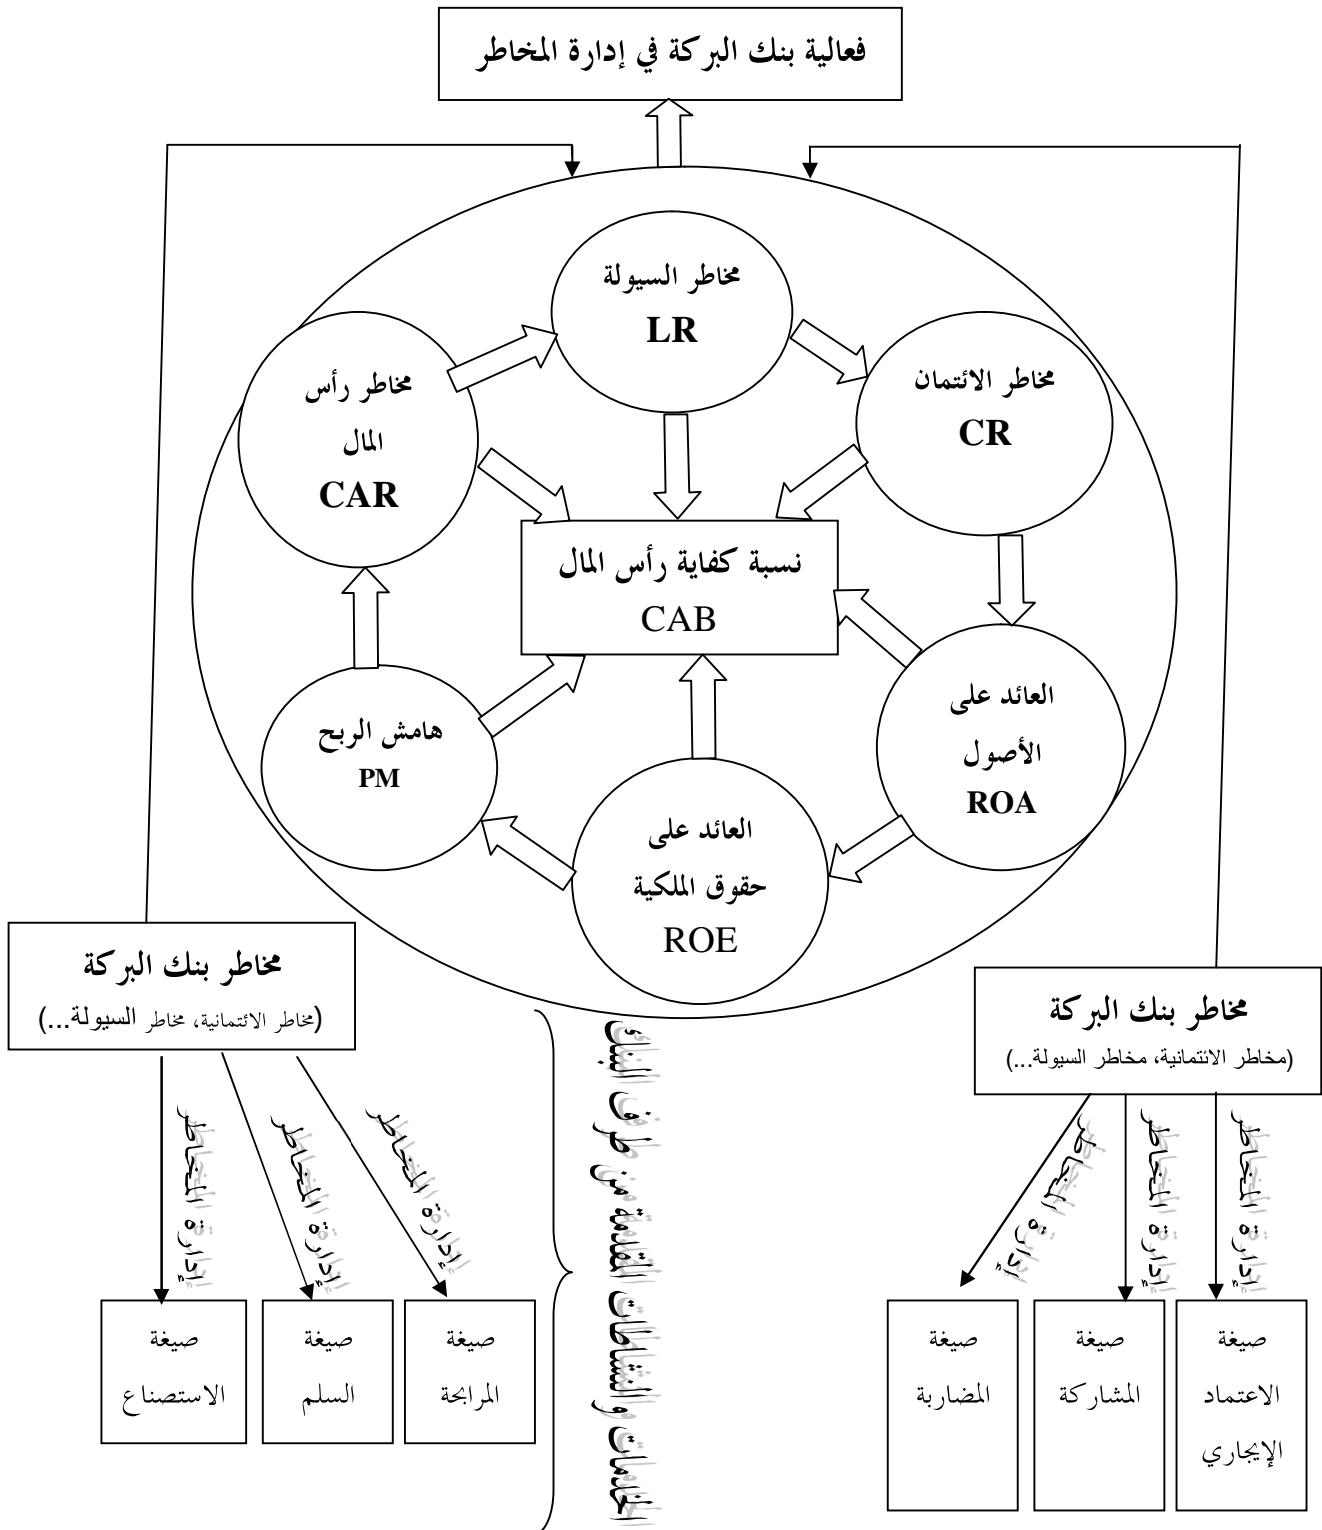 فعالية بنك البركة في إدارة المخاطر
مخاطر السيولة
LR
مخاطر الائتمان
CR
مخاطر رأس
المال
CAR
نسبة كفاية رأس المال
CAB
العائد على
الأصول
ROA
هامش الربح
PM
العائد على
حقوق الملكية
ROE
مخاطر بنك البركة
(مخاطر الائتمانية، مخاطر السيولة...)
مخاطر بنك البركة
(مخاطر الائتمانية، مخاطر السيولة...)
الخدمات والنشاطات المقدمة من طرف البنك
إدارة المخاطر
إدارة المخاطر
إدارة المخاطر
إدارة المخاطر
إدارة المخاطر
إدارة المخاطر
صيغة
الاعتماد
الإيجاري
صيغة
المشاركة
صيغة
المضاربة
صيغة
المرابحة
صيغة
السلم
صيغة
الاستصناع